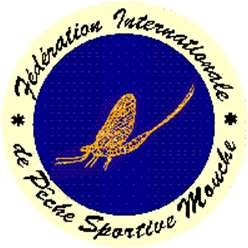 Fédération Internationale
de Pêche Sportive Mouche